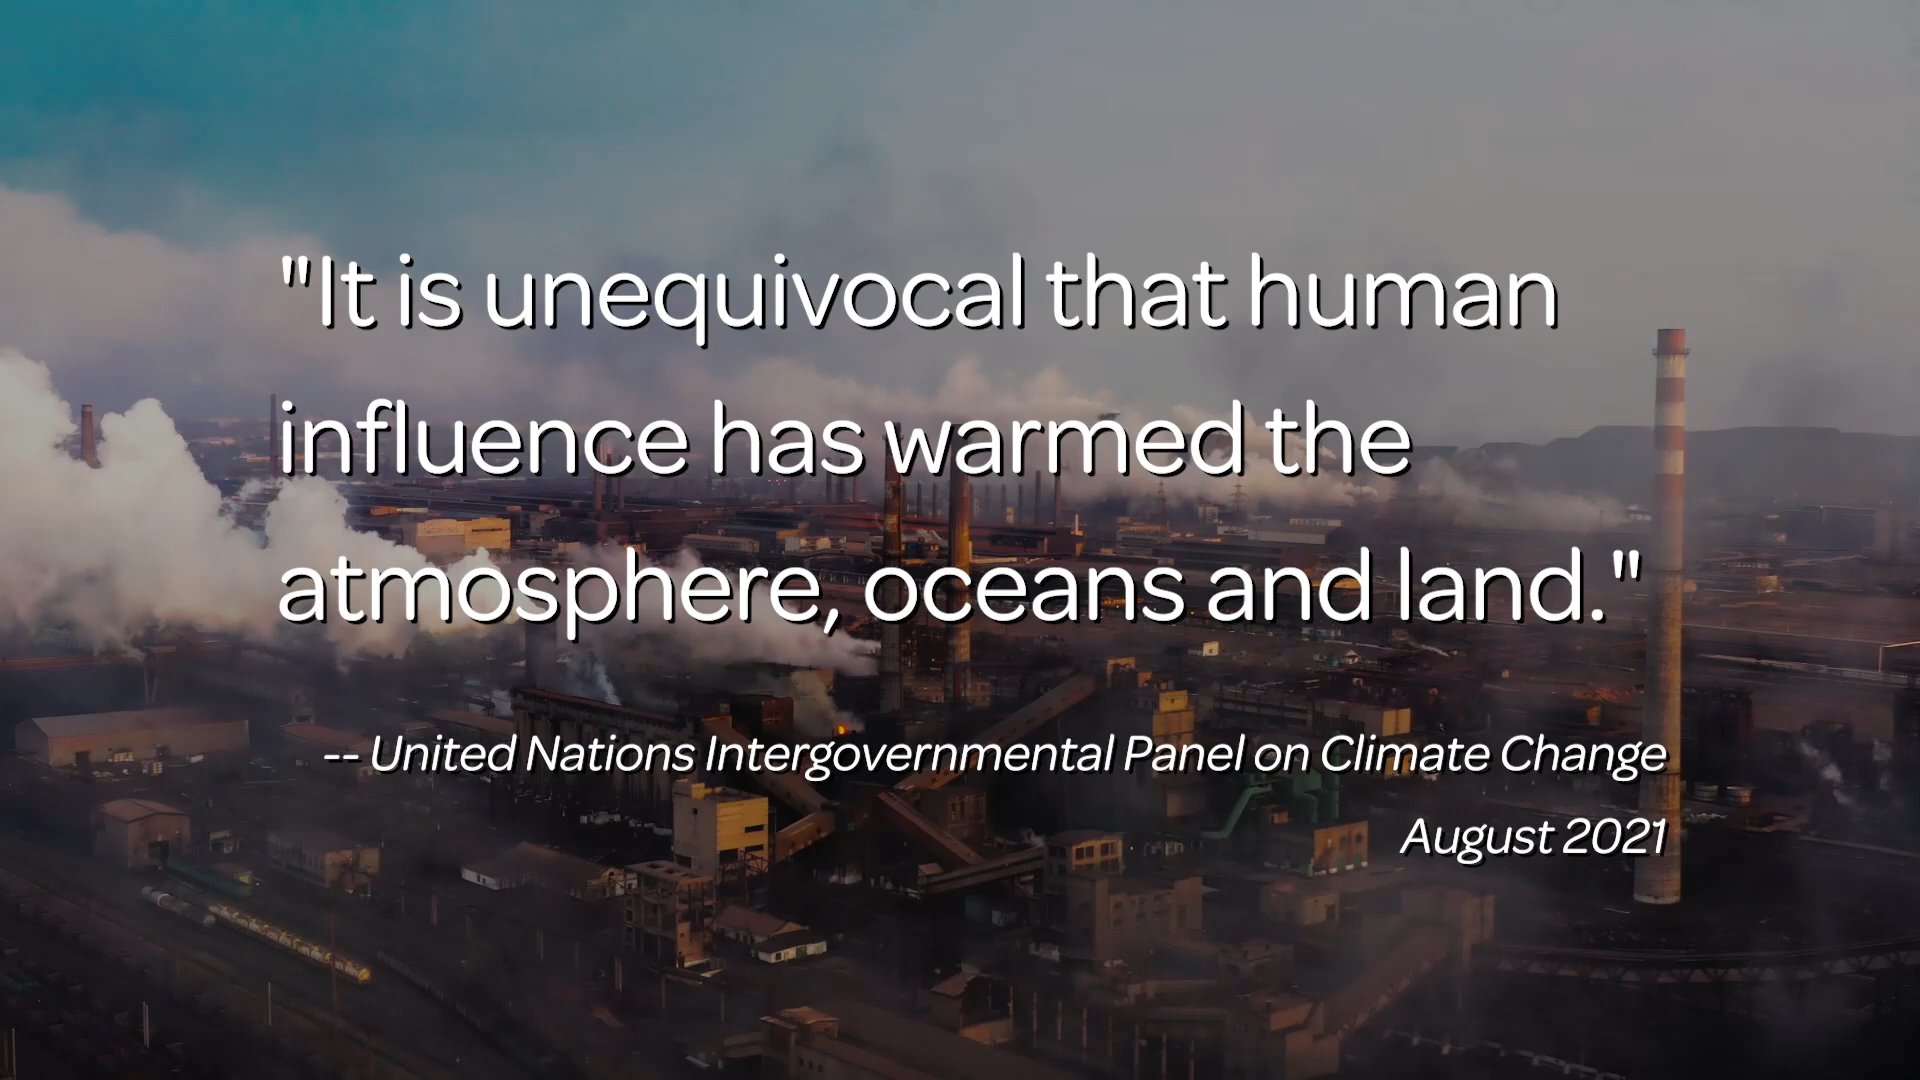 "It is unequivocal that human
influence has warmed the
atmosphere, oceans and land."
-- United Nations Intergovernmental Panel on Climate Change
August 2021